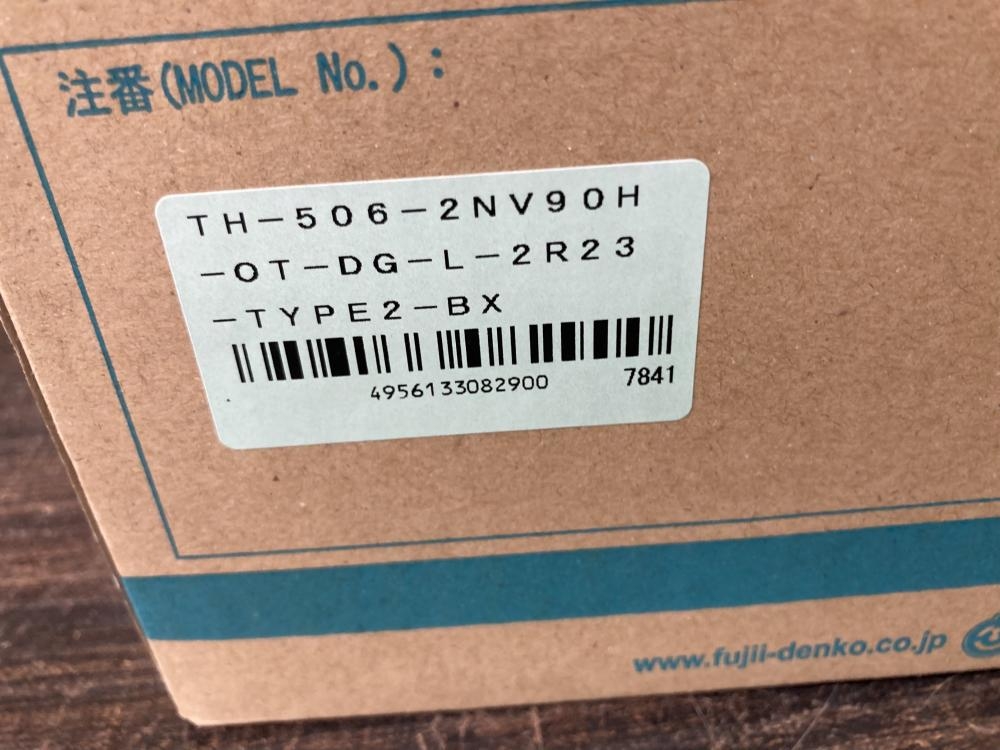 注番(MODEL No.):
TH-506-2NV90H
-OT-DG-L-2R23
-TYPE2-BX
4956133082900 7841
www.fujii-denko.co.jp